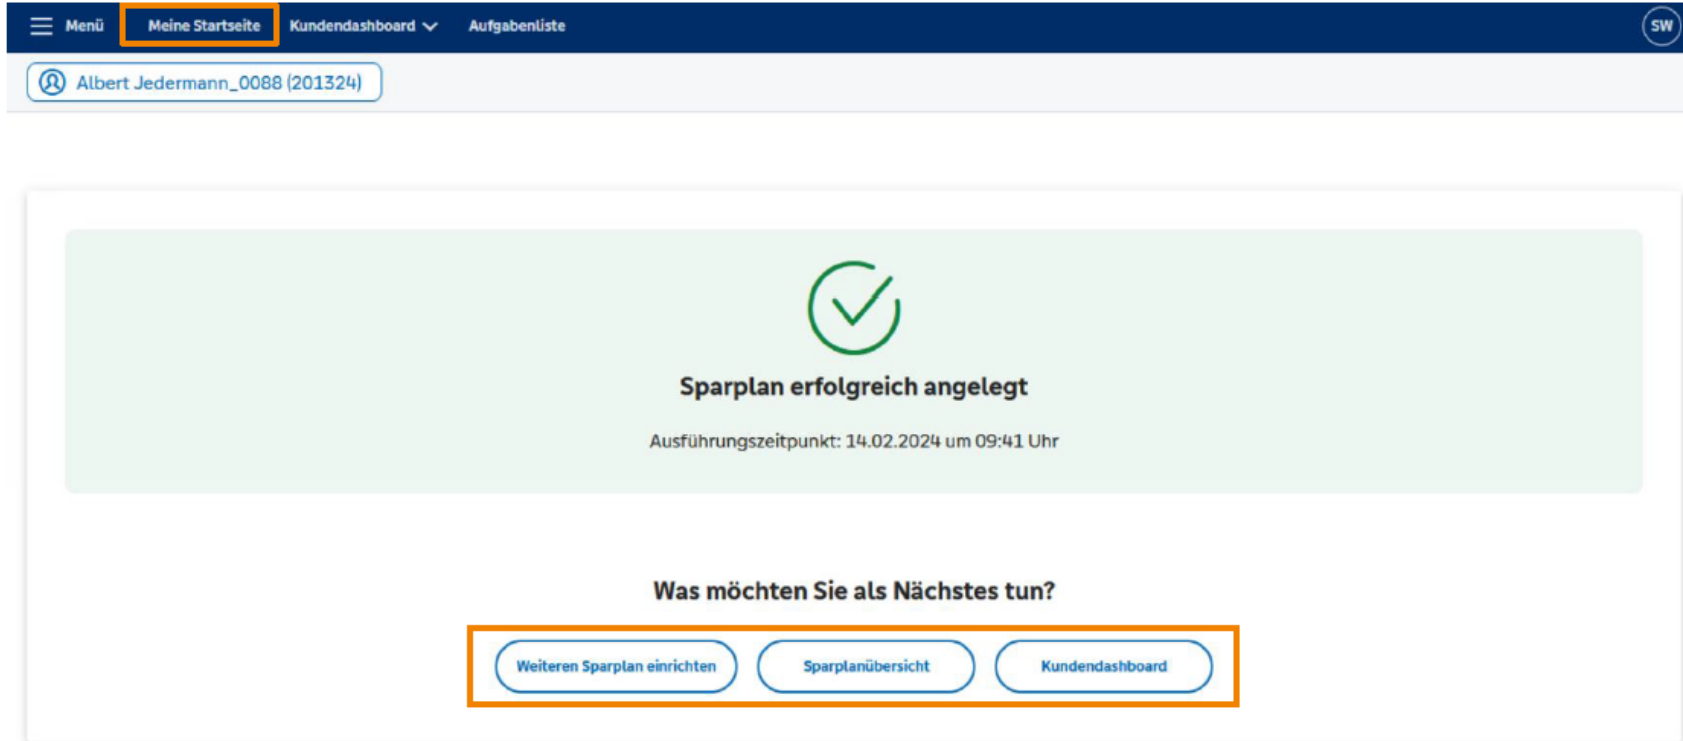 Menü Meine Startseite Kundendashboard Aufgabenliste SW
Albert Jedermann_0088 (201324)
Sparplan erfolgreich angelegt
Ausführungszeitpunkt: 14.02.2024 um 09:41 Uhr
Was möchten Sie als Nächstes tun?
Weiteren Sparplan einrichten Sparplanübersicht Kundendashboard